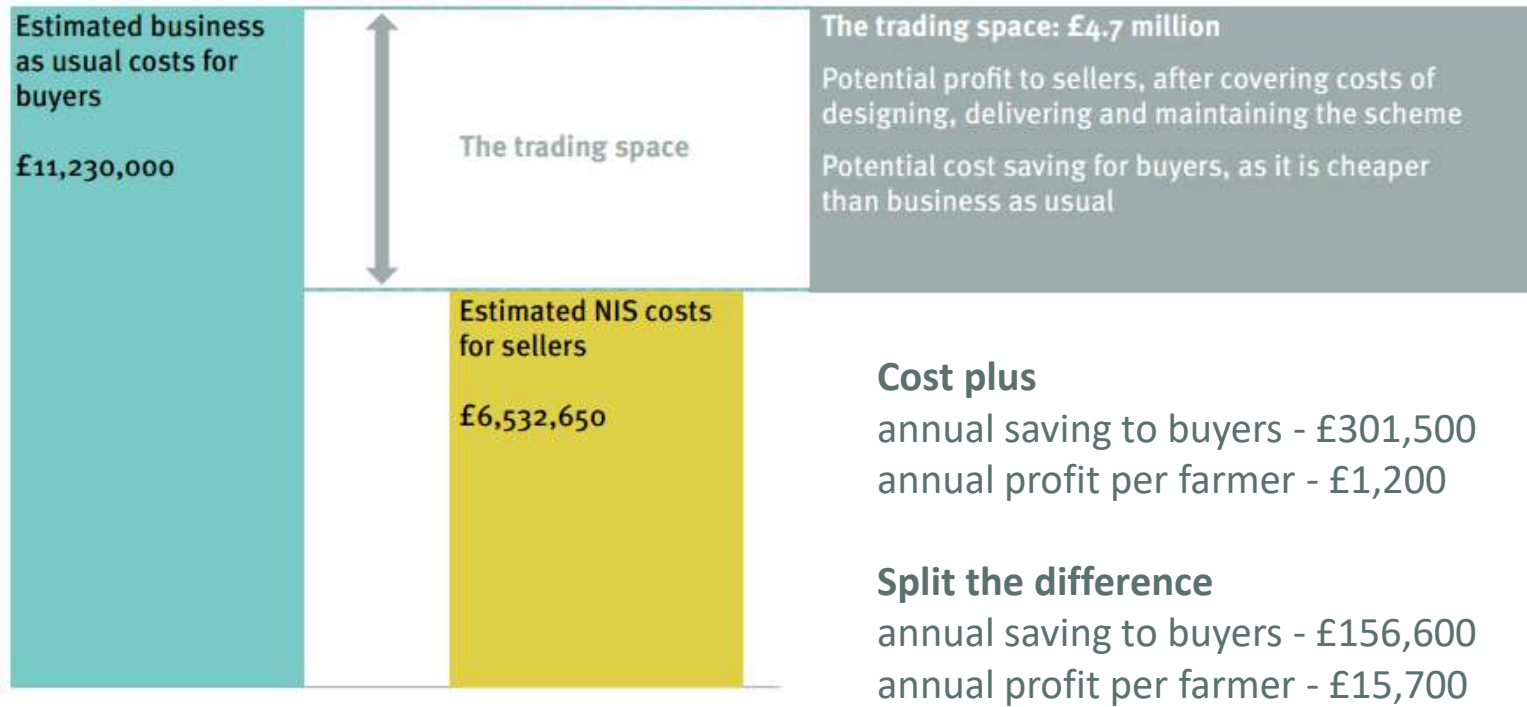 Estimated business
as usual costs for
buyers
£11,230,000
The trading space
The trading space: £4.7 million
Potential profit to sellers, after covering costs of
designing, delivering and maintaining the scheme
Potential cost saving for buyers, as it is cheaper
than business as usual
Estimated NIS costs
for sellers
£6,532,650
Cost plus
annual saving to buyers - £301,500
annual profit per farmer - £1,200
Split the difference
annual saving to buyers - £156,600
annual profit per farmer - £15,700